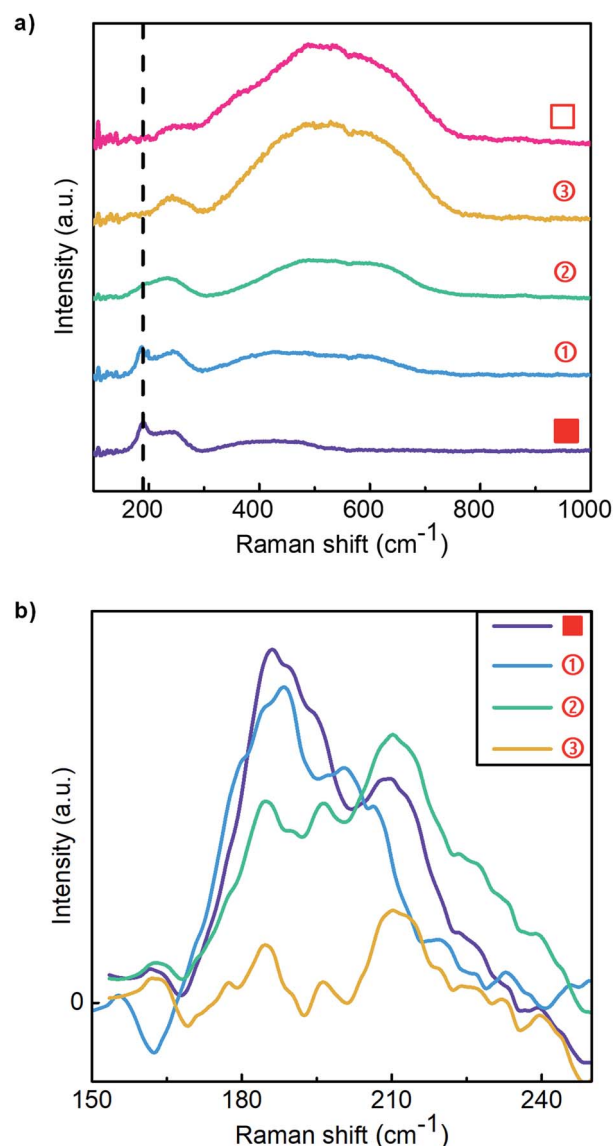 a)
③
②
①
Intensity (a.u.)
200 400 600 800 1000
Raman shift (cm⁻¹)
b)
①
②
③
Intensity (a.u.)
0
150 180 210 240
Raman shift (cm⁻¹)